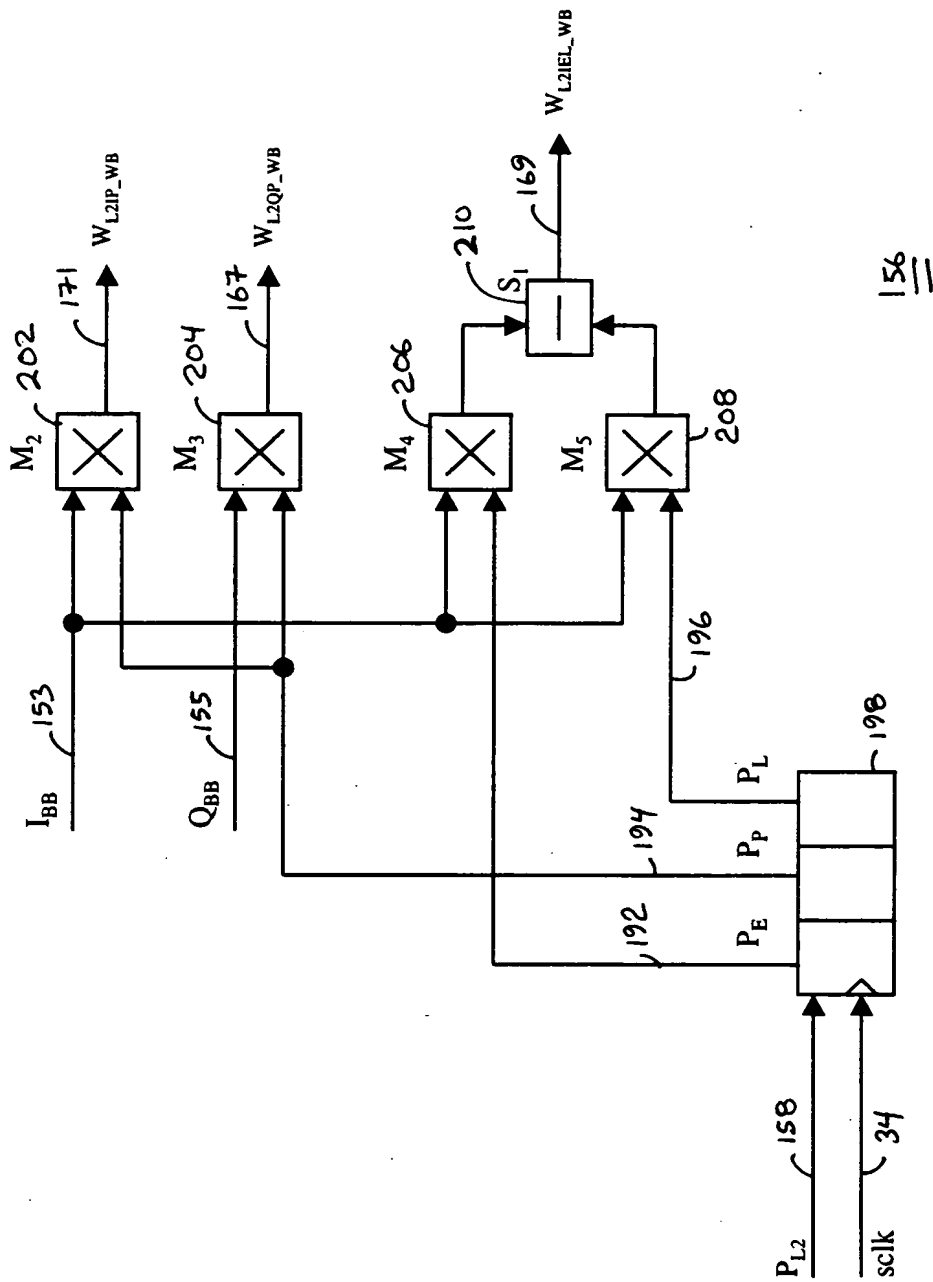 I_BB
153
M_2
202
171
W_L2IP_WB
Q_BB
155
M_3
204
167
W_L2QP_WB
M_4
206
210
S_1
169
W_L2IEL_WB
M_5
208
196
P_E
192
P_P
194
P_L
198
P_L2
158
sclk
34
156